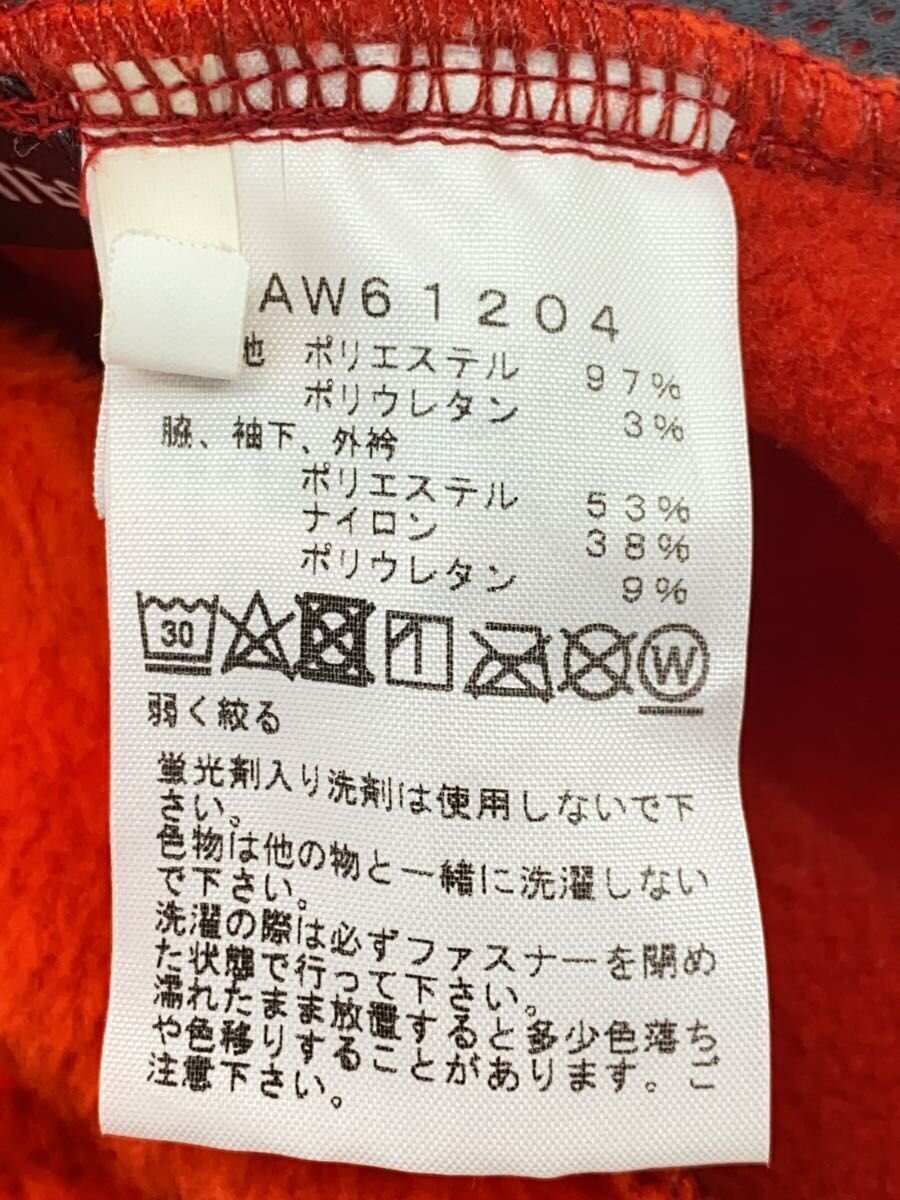 AW61204
地 ポリエステル 97%
ポリウレタン 3%
脇、袖下、外衿
ポリエステル 53%
ナイロン 38%
ポリウレタン 9%
30 1 W
弱く絞る
蛍光剤入り洗剤は使用しないで下
さい。
色物は他の物と一緒に洗濯しない
で下さい。
洗濯の際は必ずファスナーを閉め
た状態で行って下さい。
濡れたまま放置すると多少色落ち
や色移りすることがあります。ご
注意下さい。